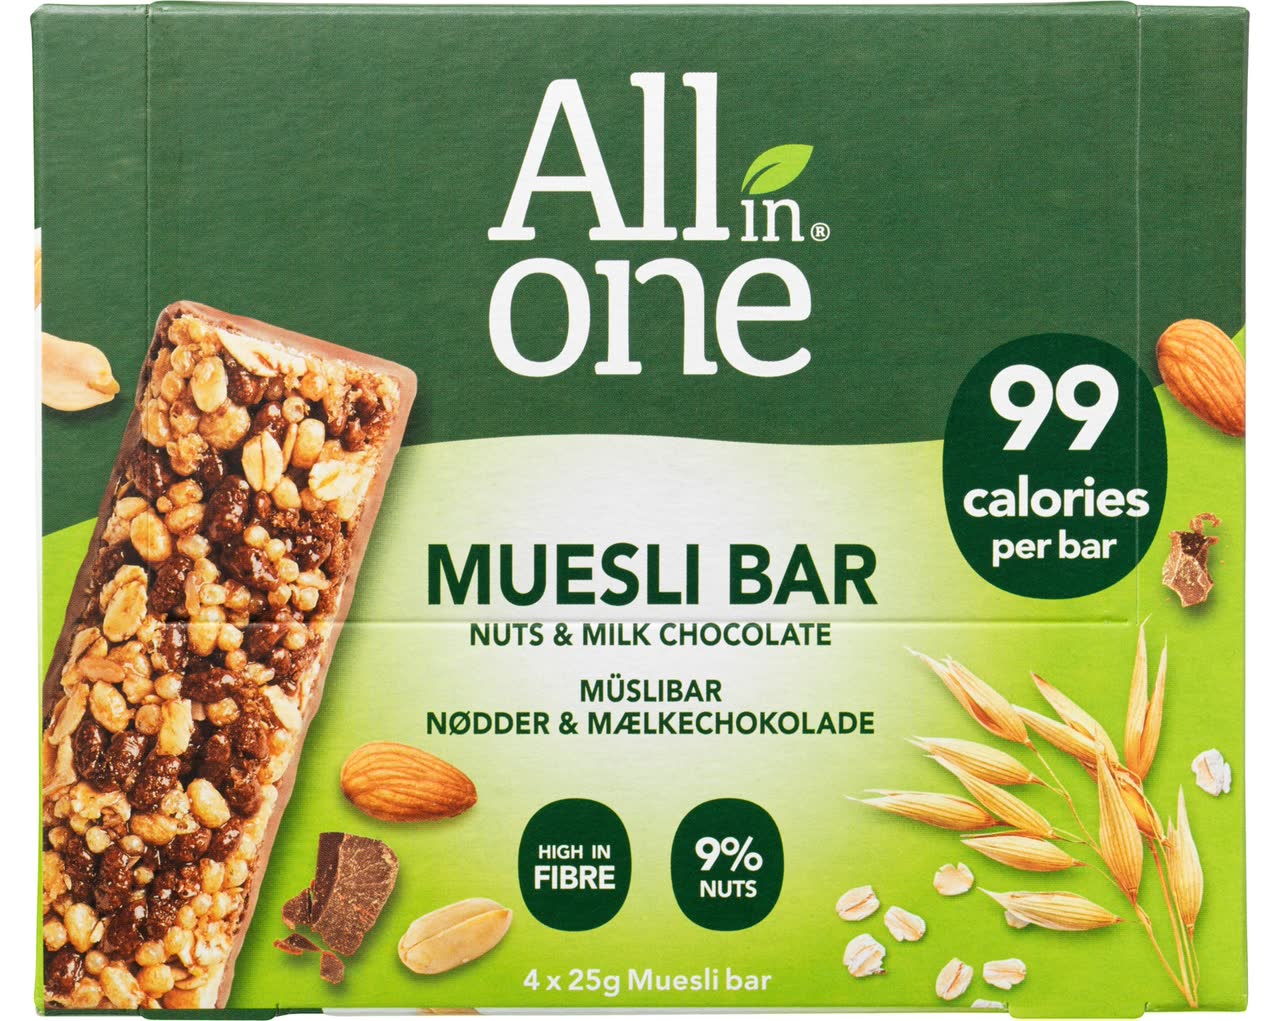 All in®
one
99
calories
per bar
MUESLI BAR
NUTS & MILK CHOCOLATE
MÜSLIBAR
NØDDER & MÆLKECHOKOLADE
HIGH IN
FIBRE
9%
NUTS
4 x 25g Muesli bar